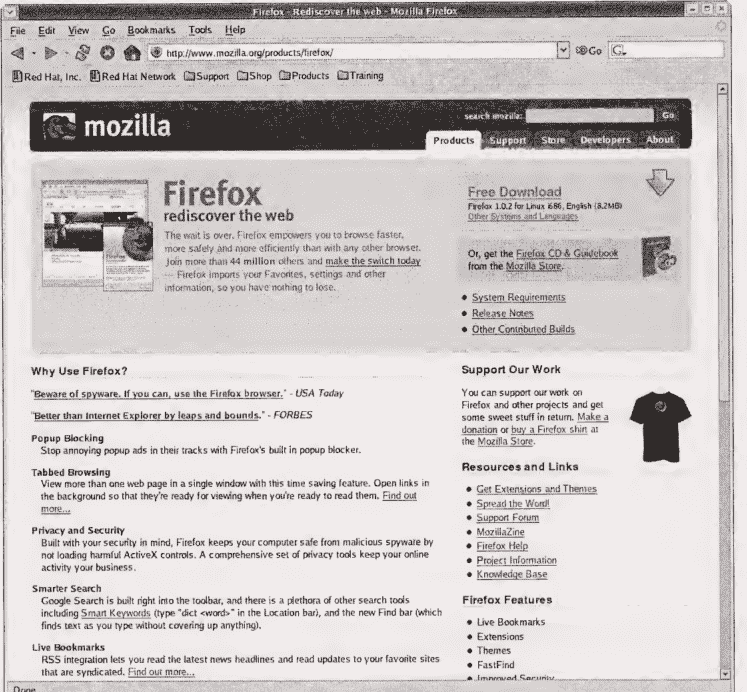 Firefox - Rediscover the web - Mozilla Firefox
File Edit View Go Bookmarks Tools Help
http://www.mozilla.org/products/firefox/ Go G
Red Hat, Inc. Red Hat Network Support Shop Products Training
mozilla
search mozilla: Go
Products Support Store Developers About
Firefox
rediscover the web
The wait is over. Firefox empowers you to browse faster,
more safely and more efficiently than with any other browser.
Join more than 44 million others and make the switch today
— Firefox imports your Favorites, settings and other
information, so you have nothing to lose.
Free Download
Firefox 1.0.2 for Linux i686, English (8.2MB)
Other Systems and Languages
Or, get the Firefox CD & Guidebook
from the Mozilla Store.
• System Requirements
• Release Notes
• Other Contributed Builds
Why Use Firefox?
"Beware of spyware. If you can, use the Firefox browser." - USA Today
"Better than Internet Explorer by leaps and bounds." - FORBES
Popup Blocking
Stop annoying popup ads in their tracks with Firefox's built in popup blocker.
Tabbed Browsing
View more than one web page in a single window with this time saving feature. Open links in
the background so that they're ready for viewing when you're ready to read them. Find out
more...
Privacy and Security
Built with your security in mind, Firefox keeps your computer safe from malicious spyware by
not loading harmful ActiveX controls. A comprehensive set of privacy tools keep your online
activity your business.
Smarter Search
Google Search is built right into the toolbar, and there is a plethora of other search tools
including Smart Keywords (type "dict <word>" in the Location bar), and the new Find bar (which
finds text as you type without covering up anything).
Live Bookmarks
RSS integration lets you read the latest news headlines and read updates to your favorite sites
that are syndicated. Find out more...
Support Our Work
You can support our work on
Firefox and other projects and get
some sweet stuff in return. Make a
donation or buy a Firefox shirt at
the Mozilla Store.
Resources and Links
• Get Extensions and Themes
• Spread the Word!
• Support Forum
• MozillaZine
• Firefox Help
• Project Information
• Knowledge Base
Firefox Features
• Live Bookmarks
• Extensions
• Themes
• FastFind
• Improved Security
Done